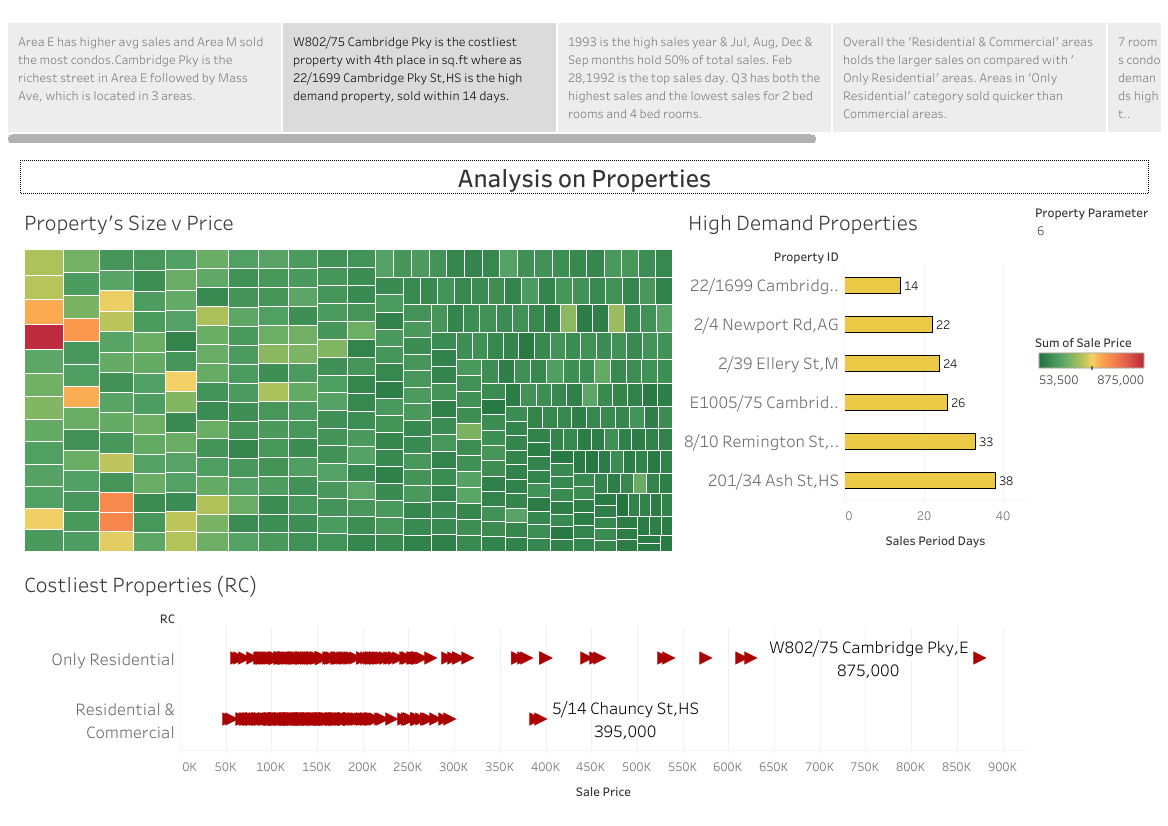 Area E has higher avg sales and Area M sold
the most condos.Cambridge Pky is the
richest street in Area E followed by Mass
Ave, which is located in 3 areas.
W802/75 Cambridge Pky is the costliest
property with 4th place in sq.ft where as
22/1699 Cambridge Pky St,HS is the high
demand property, sold within 14 days.
1993 is the high sales year & Jul, Aug, Dec &
Sep months hold 50% of total sales. Feb
28,1992 is the top sales day. Q3 has both the
highest sales and the lowest sales for 2 bed
rooms and 4 bed rooms.
Overall the ‘Residential & Commercial’ areas
holds the larger sales on compared with ‘
Only Residential’ areas. Areas in ‘Only
Residential’ category sold quicker than
Commercial areas.
7 room
s condo
deman
ds high
t..
Analysis on Properties
Property’s Size v Price
High Demand Properties
Property Parameter
6
Property ID
22/1699 Cambridg..
14
2/4 Newport Rd,AG
22
2/39 Ellery St,M
24
E1005/75 Cambrid..
26
8/10 Remington St,..
33
201/34 Ash St,HS
38
0 20 40
Sales Period Days
Sum of Sale Price
53,500 875,000
Costliest Properties (RC)
RC
Only Residential
W802/75 Cambridge Pky,E
875,000
Residential &
Commercial
5/14 Chauncy St,HS
395,000
0K 50K 100K 150K 200K 250K 300K 350K 400K 450K 500K 550K 600K 650K 700K 750K 800K 850K 900K
Sale Price